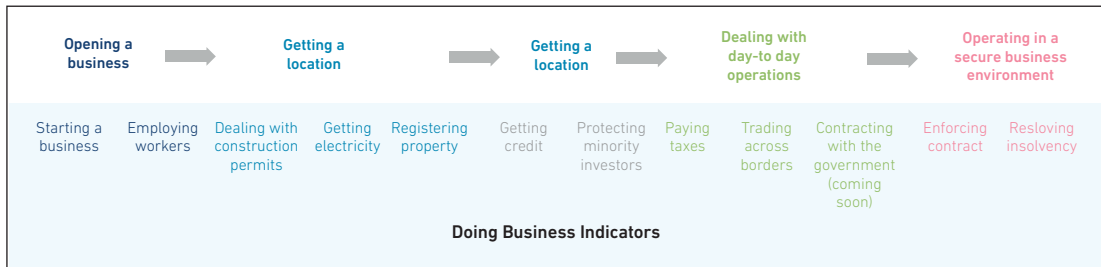 Opening a
business
Getting a
location
Getting a
location
Dealing with
day-to day
operations
Operating in a
secure business
environment
Starting a
business
Employing
workers
Dealing with
construction
permits
Getting
electricity
Registering
property
Getting
credit
Protecting
minority
investors
Paying
taxes
Trading
across
borders
Contracting
with the
government
(coming
soon)
Enforcing
contract
Resloving
insolvency
Doing Business Indicators